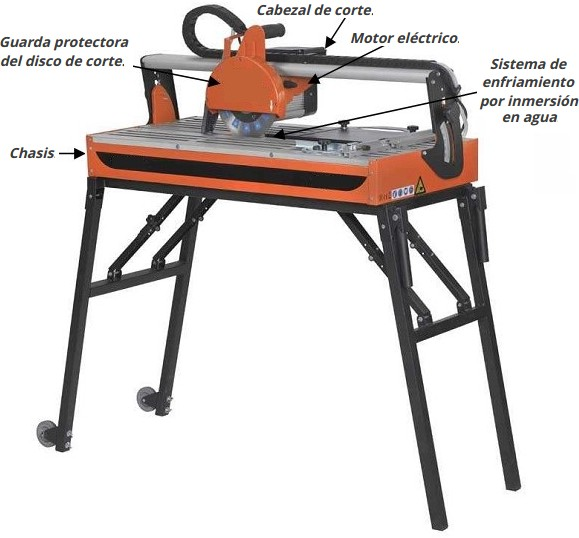 Cabezal de corte.
Guarda protectora
del disco de corte.
Motor eléctrico.
Sistema de
enfriamiento
por inmersión
en agua
Chasis